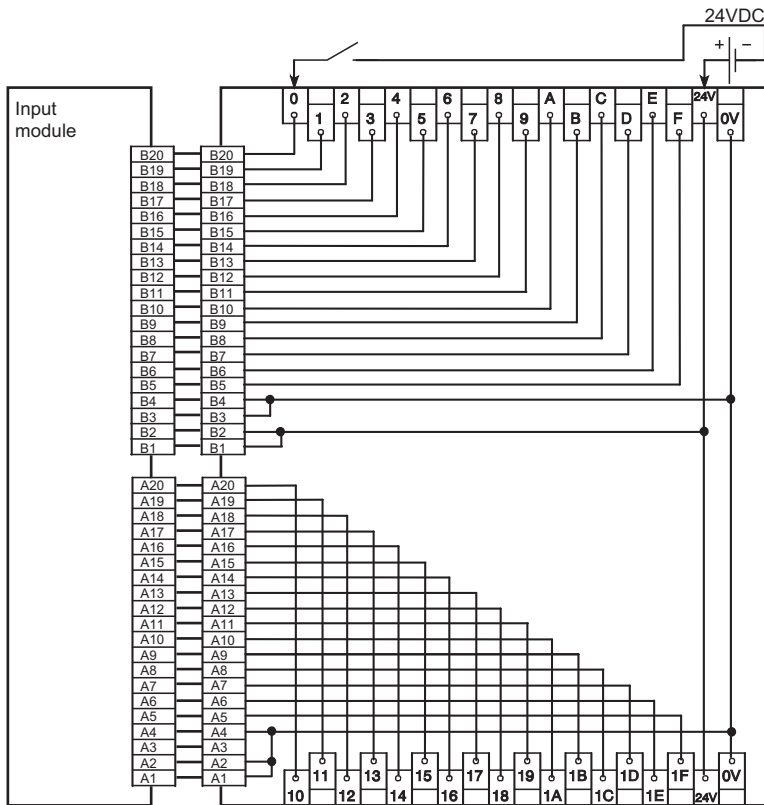 24VDC
+ −
Input
module
0 2 4 6 8 A C E 24V
1 3 5 7 9 B D F 0V
B20 B20
B19 B19
B18 B18
B17 B17
B16 B16
B15 B15
B14 B14
B13 B13
B12 B12
B11 B11
B10 B10
B9 B9
B8 B8
B7 B7
B6 B6
B5 B5
B4 B4
B3 B3
B2 B2
B1 B1
A20 A20
A19 A19
A18 A18
A17 A17
A16 A16
A15 A15
A14 A14
A13 A13
A12 A12
A11 A11
A10 A10
A9 A9
A8 A8
A7 A7
A6 A6
A5 A5
A4 A4
A3 A3
A2 A2
A1 A1
11 13 15 17 19 1B 1D 1F 0V
10 12 14 16 18 1A 1C 1E 24V